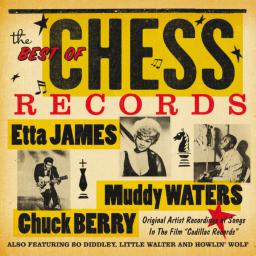 the
BEST OF
CHESS
RECORDS
Etta JAMES
Muddy WATERS
Chuck BERRY
Original Artist Recordings of Songs
In The Film "Cadillac Records"
ALSO FEATURING BO DIDDLEY, LITTLE WALTER AND HOWLIN' WOLF